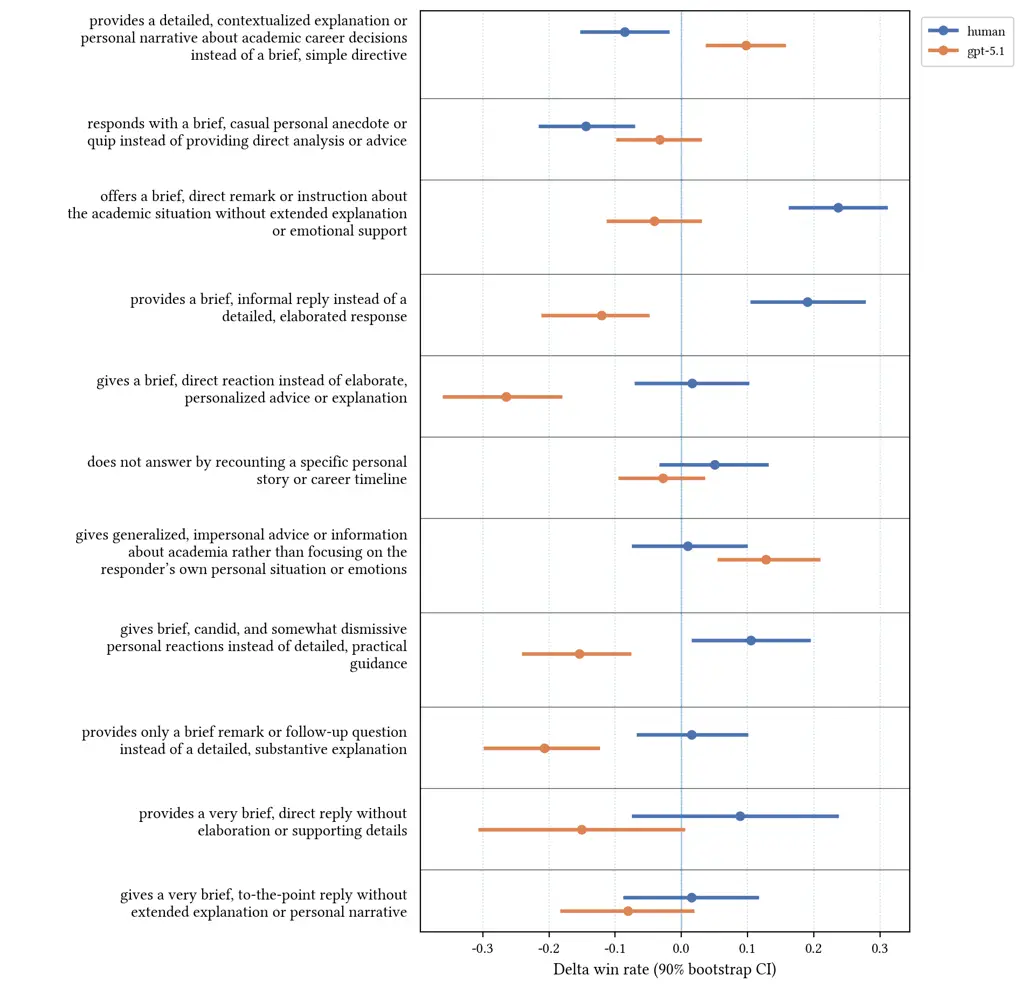 provides a detailed, contextualized explanation or
personal narrative about academic career decisions
instead of a brief, simple directive
human
gpt-5.1
responds with a brief, casual personal anecdote or
quip instead of providing direct analysis or advice
offers a brief, direct remark or instruction about
the academic situation without extended explanation
or emotional support
provides a brief, informal reply instead of a
detailed, elaborated response
gives a brief, direct reaction instead of elaborate,
personalized advice or explanation
does not answer by recounting a specific personal
story or career timeline
gives generalized, impersonal advice or information
about academia rather than focusing on the
responder’s own personal situation or emotions
gives brief, candid, and somewhat dismissive
personal reactions instead of detailed, practical
guidance
provides only a brief remark or follow-up question
instead of a detailed, substantive explanation
provides a very brief, direct reply without
elaboration or supporting details
gives a very brief, to-the-point reply without
extended explanation or personal narrative
-0.3 -0.2 -0.1 0.0 0.1 0.2 0.3
Delta win rate (90% bootstrap CI)